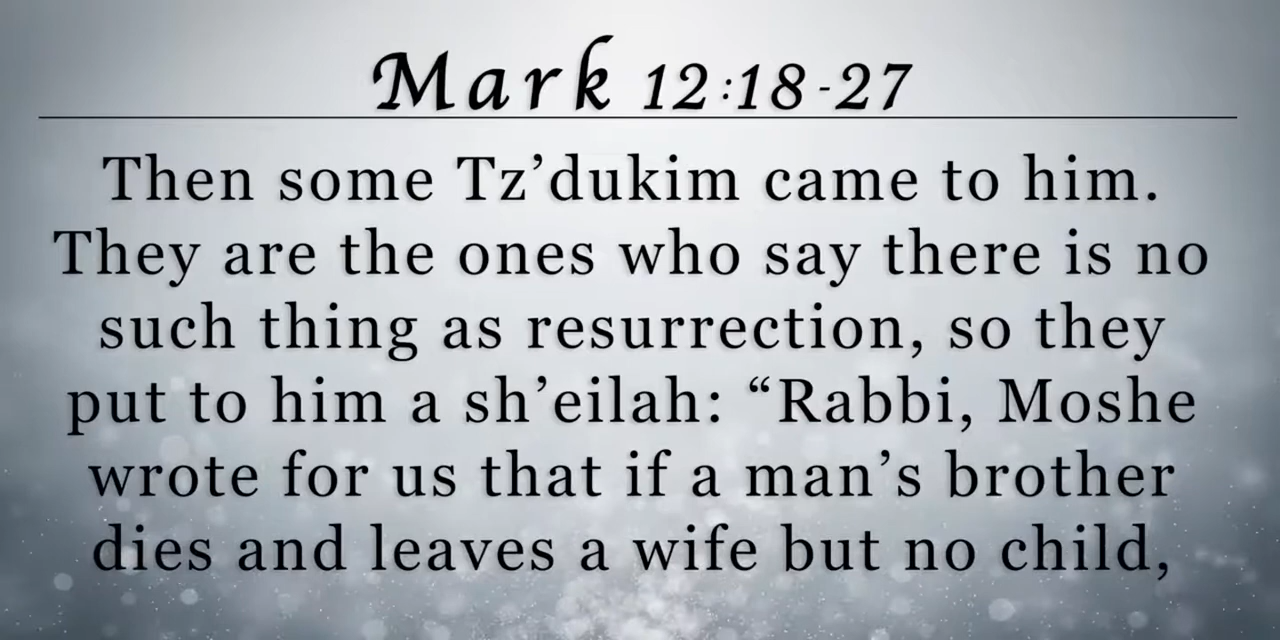 Mark 12:18-27
Then some Tz’dukim came to him.
They are the ones who say there is no
such thing as resurrection, so they
put to him a sh’eilah: “Rabbi, Moshe
wrote for us that if a man’s brother
dies and leaves a wife but no child,